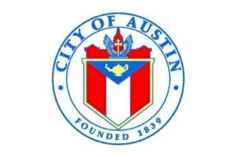 CITY OF AUSTIN
FOUNDED 1839